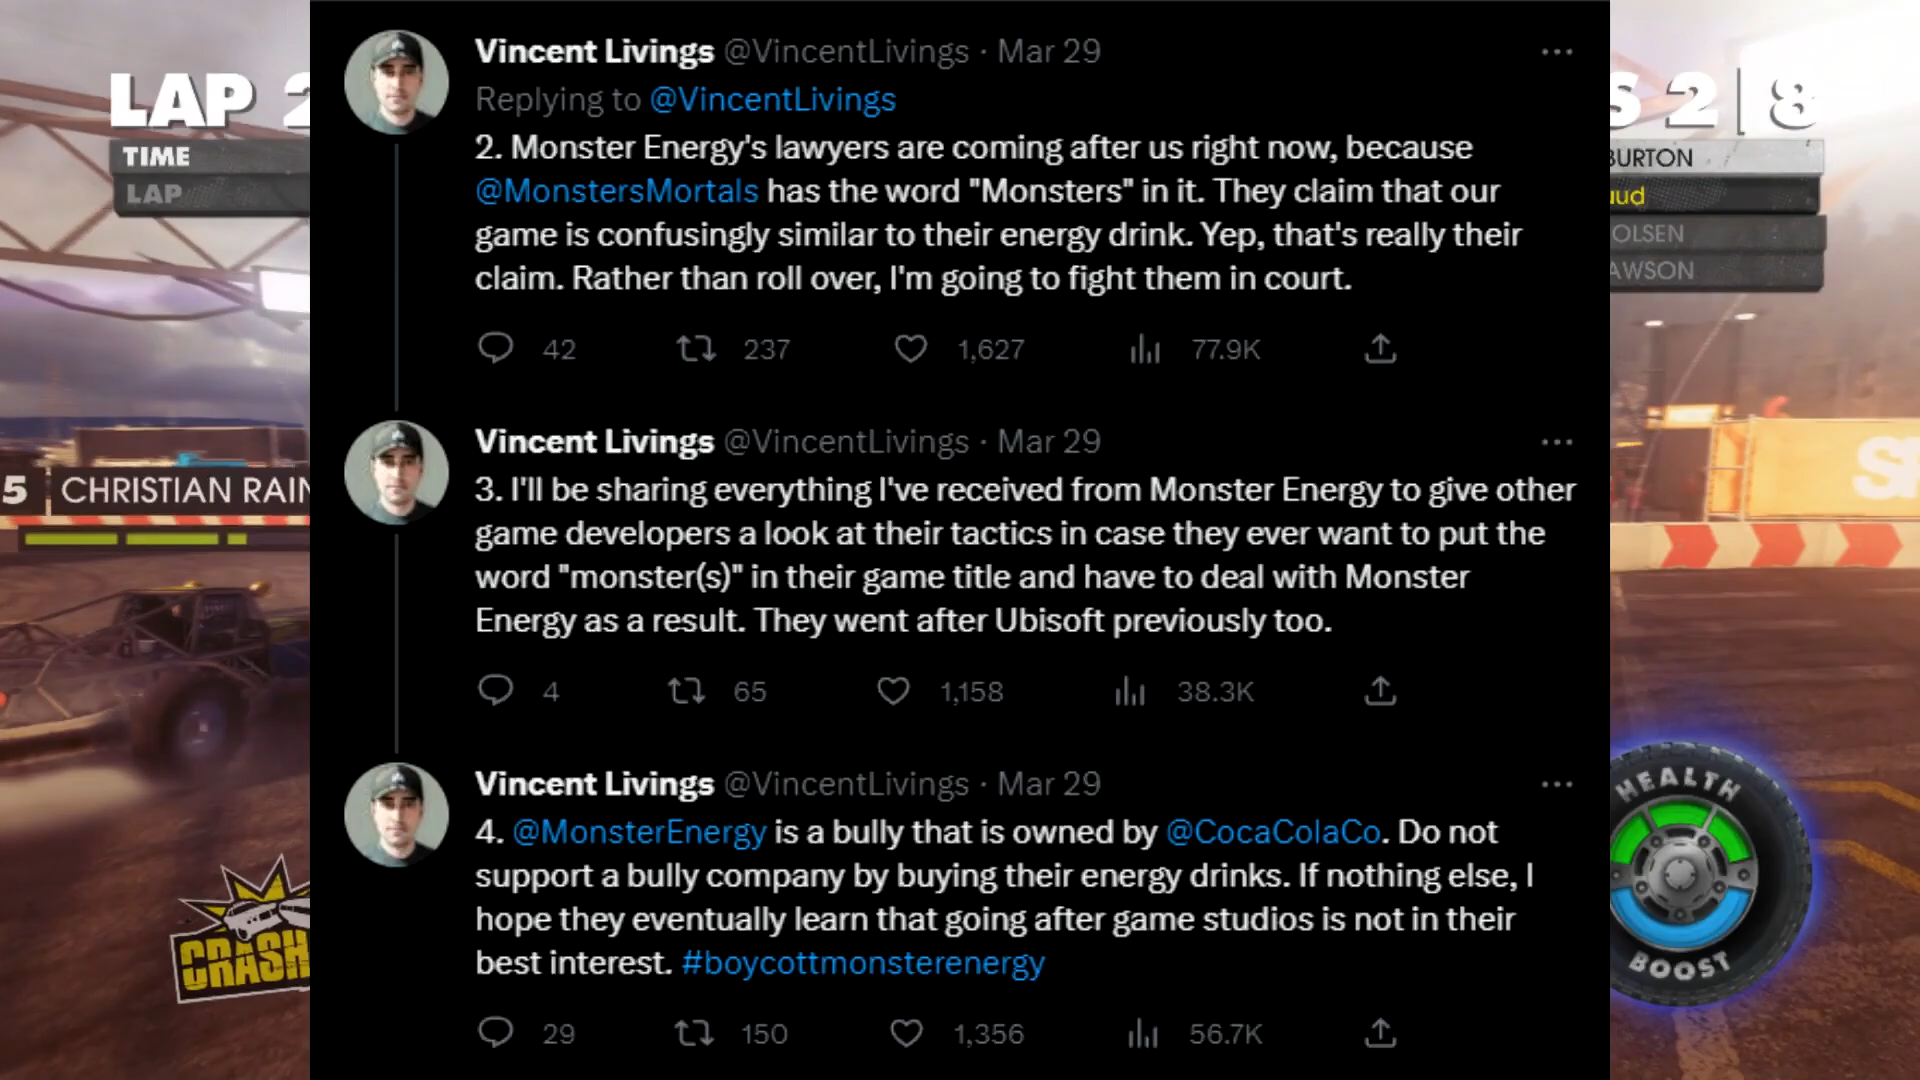 LAP 2
TIME
LAP
5 CHRISTIAN RAIN
CRASH
Vincent Livings @VincentLivings · Mar 29
Replying to @VincentLivings
2. Monster Energy's lawyers are coming after us right now, because
@MonstersMortals has the word "Monsters" in it. They claim that our
game is confusingly similar to their energy drink. Yep, that's really their
claim. Rather than roll over, I'm going to fight them in court.
42 237 1,627 77.9K
Vincent Livings @VincentLivings · Mar 29
3. I'll be sharing everything I've received from Monster Energy to give other
game developers a look at their tactics in case they ever want to put the
word "monster(s)" in their game title and have to deal with Monster
Energy as a result. They went after Ubisoft previously too.
4 65 1,158 38.3K
Vincent Livings @VincentLivings · Mar 29
4. @MonsterEnergy is a bully that is owned by @CocaColaCo. Do not
support a bully company by buying their energy drinks. If nothing else, I
hope they eventually learn that going after game studios is not in their
best interest. #boycottmonsterenergy
29 150 1,356 56.7K
S 2|8
BURTON
uud
OLSEN
AWSON
HEALTH
BOOST